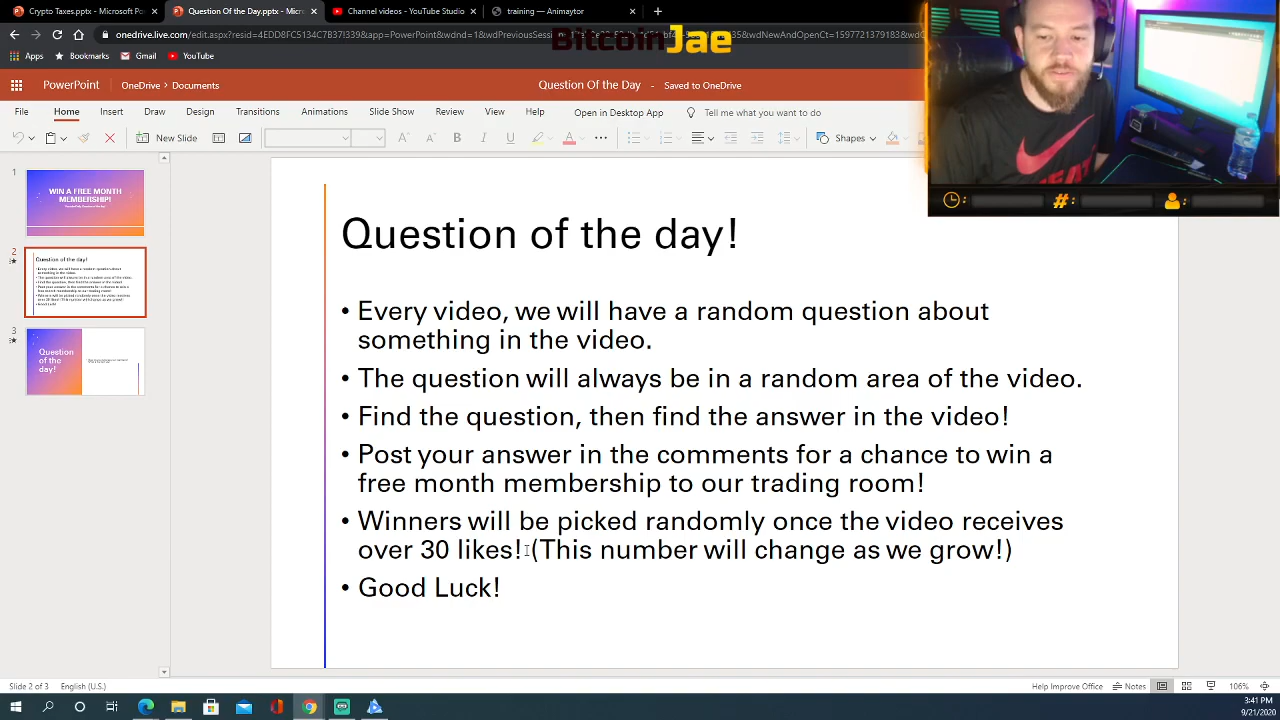 Crypto Taxes.pptx - Microsoft Po
Question Of the Day.pptx - Micr
Channel videos - YouTube Studio
training — Animaytor
BitcoinJae
Apps
Bookmarks
Gmail
YouTube
PowerPoint
OneDrive > Documents
Question Of the Day - Saved to OneDrive
File
Home
Insert
Draw
Design
Transitions
Animations
Slide Show
Review
View
Help
Open in Desktop App
Tell me what you want to do
New Slide
Shapes
1
WIN A FREE MONTH
MEMBERSHIP!
2
Question of the day!
3
Question
of the
day!
Question of the day!
• Every video, we will have a random question about
something in the video.
• The question will always be in a random area of the video.
• Find the question, then find the answer in the video!
• Post your answer in the comments for a chance to win a
free month membership to our trading room!
• Winners will be picked randomly once the video receives
over 30 likes! (This number will change as we grow!)
• Good Luck!
Slide 2 of 3
English (U.S.)
Help Improve Office
Notes
106%
3:41 PM
9/21/2020